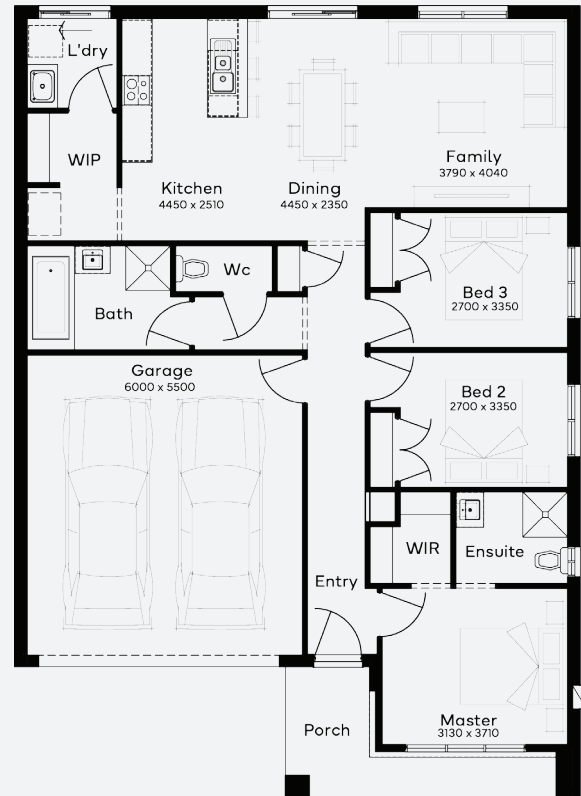 L'dry
WIP
Kitchen
4450 x 2510
Dining
4450 x 2350
Family
3790 x 4040
Wc
Bath
Bed 3
2700 x 3350
Garage
6000 x 5500
Bed 2
2700 x 3350
WIR
Ensuite
Entry
Porch
Master
3130 x 3710